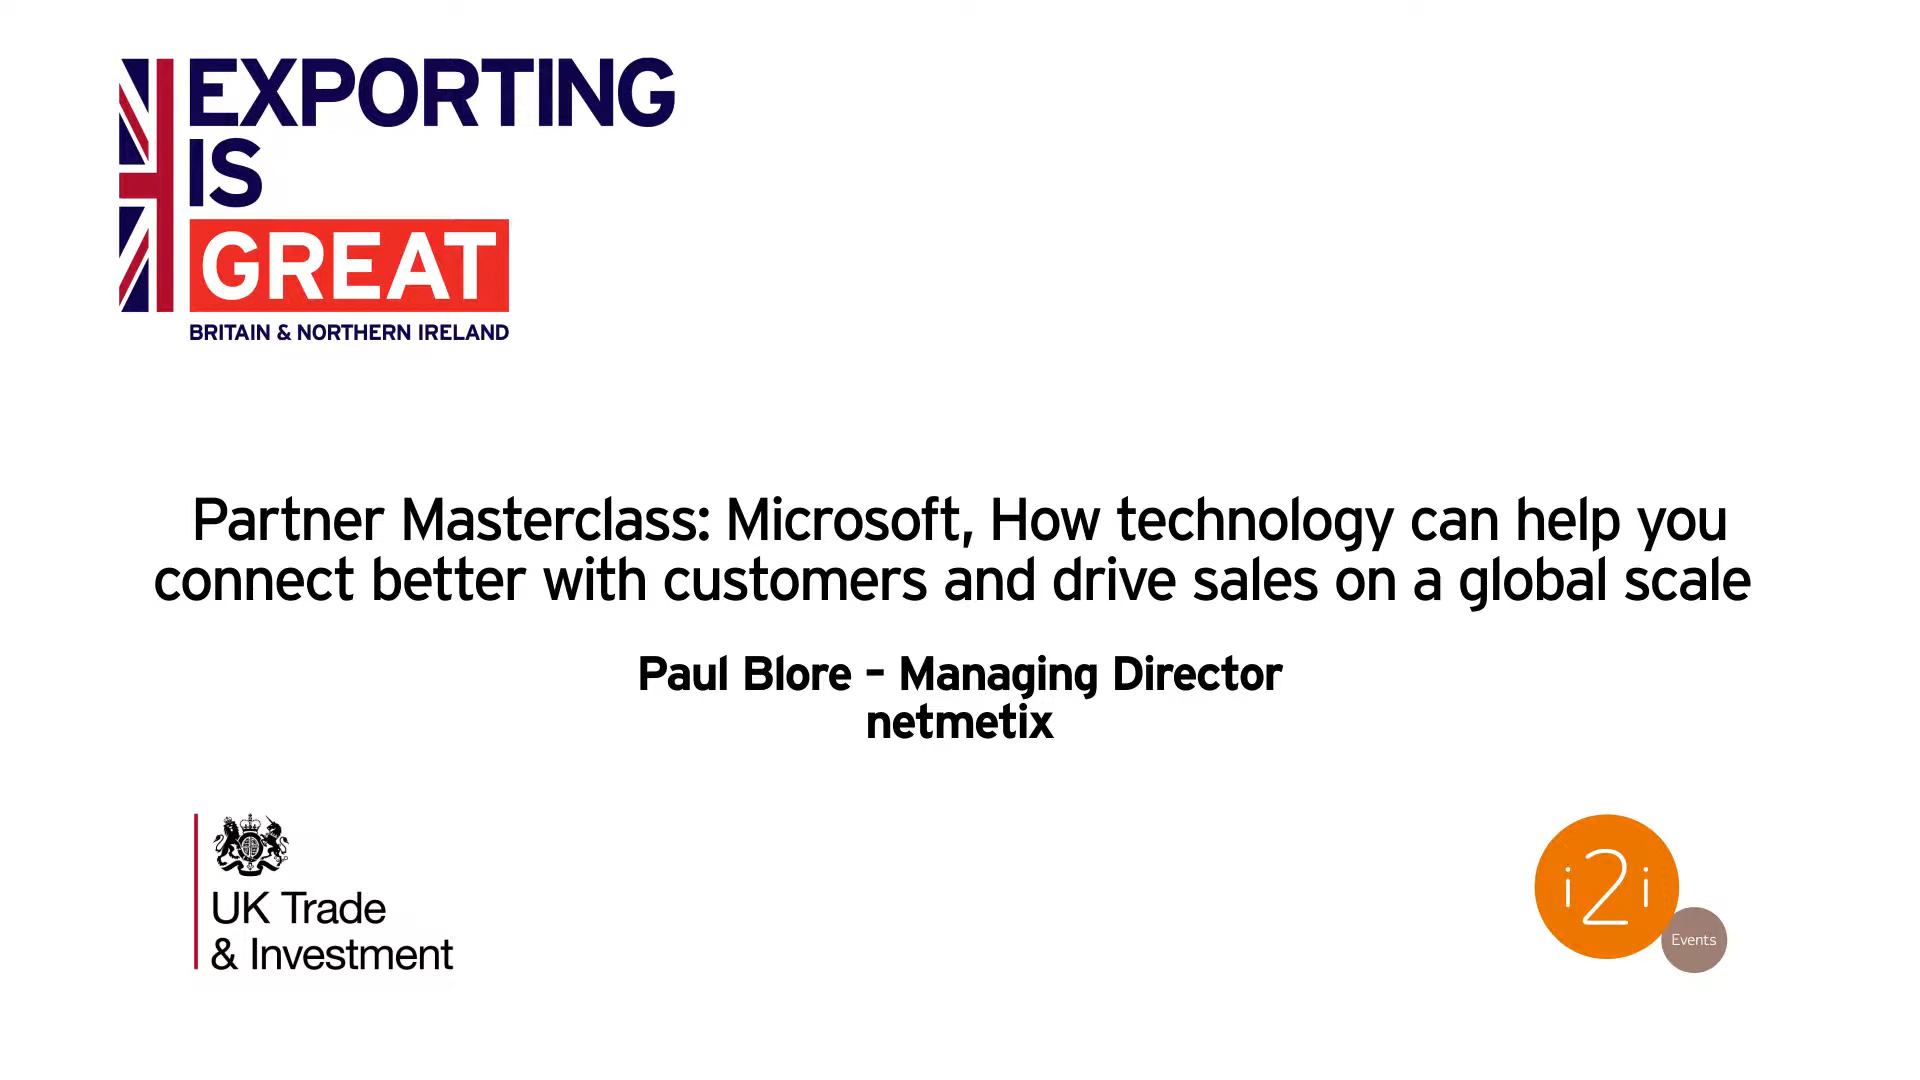 EXPORTING
IS
GREAT
BRITAIN & NORTHERN IRELAND
Partner Masterclass: Microsoft, How technology can help you
connect better with customers and drive sales on a global scale
Paul Blore – Managing Director
netmetix
UK Trade
& Investment
i2i
Events